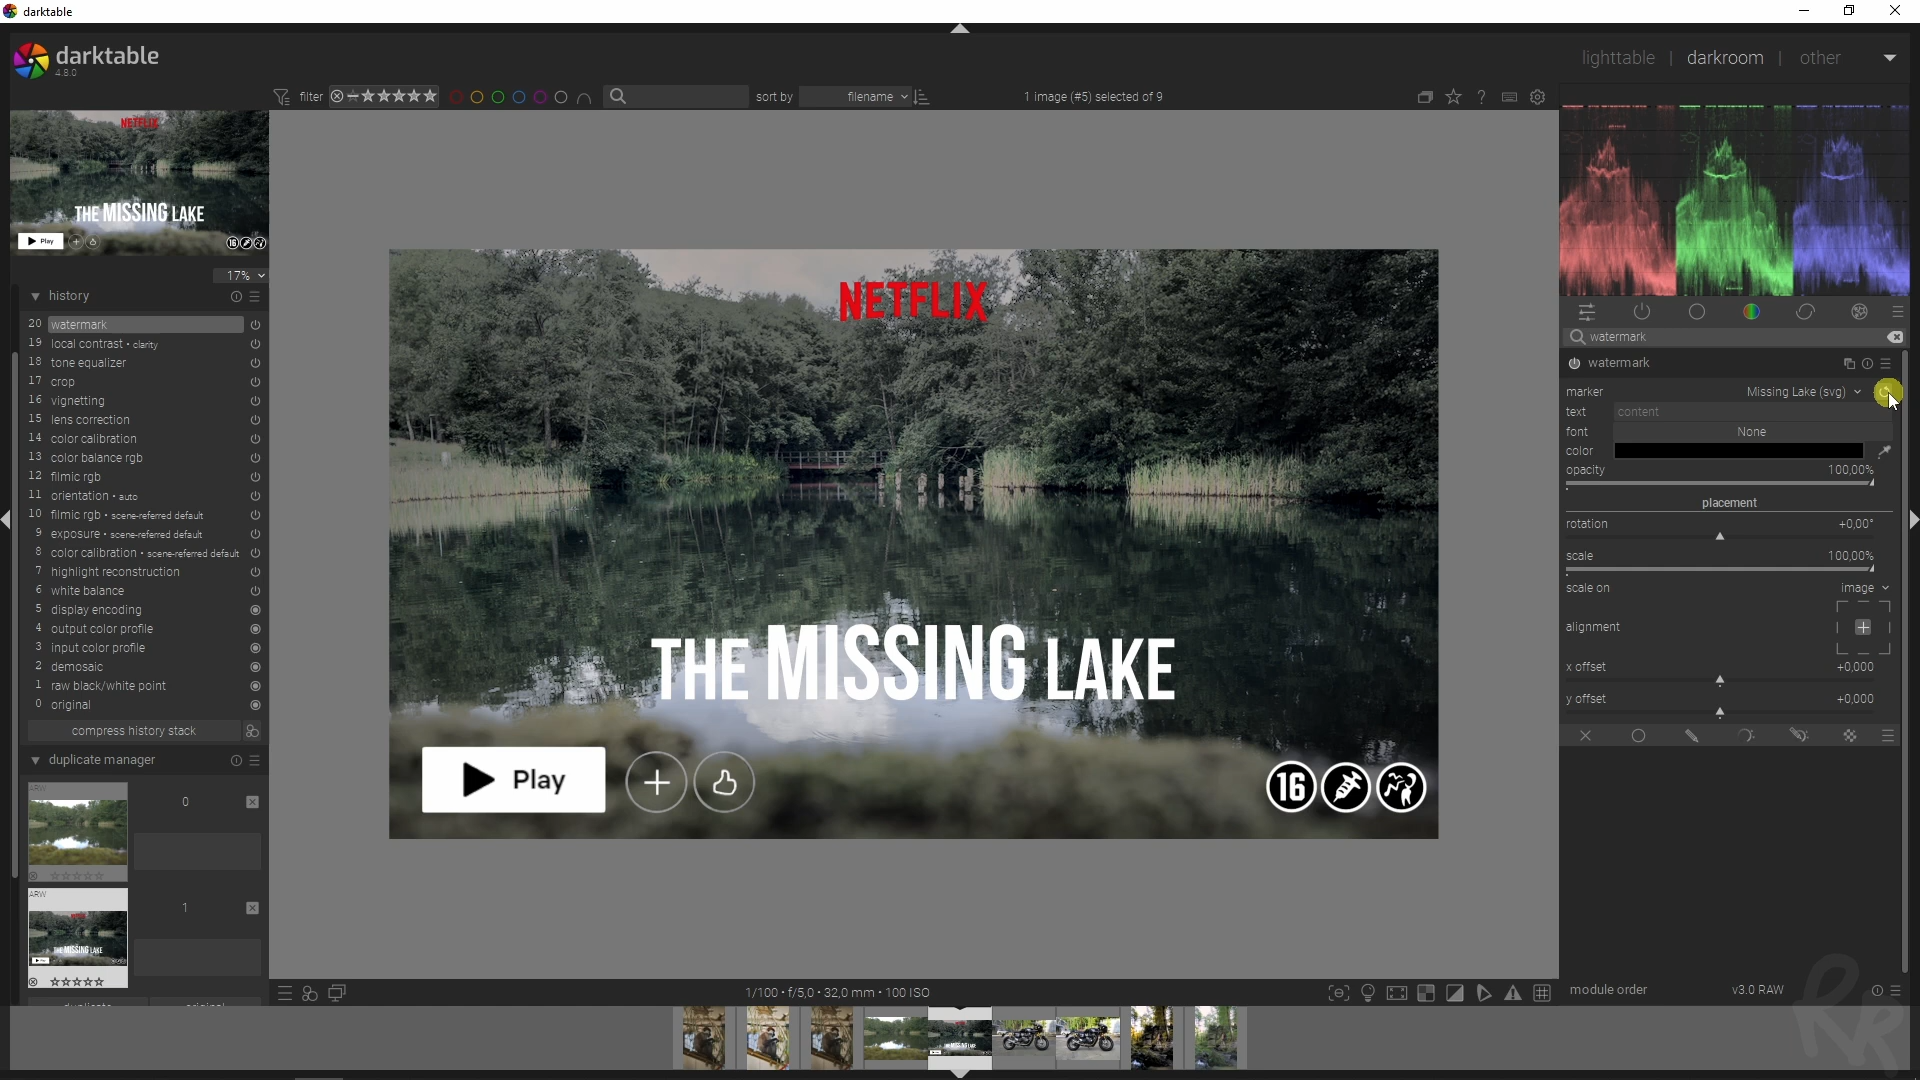 darktable
darktable
4.8.0
lighttable | darkroom | other
filter
sort by filename
1 image (#5) selected of 9
NETFLIX
THE MISSING LAKE
Play
16
17%
history
20 watermark
19 local contrast • clarity
18 tone equalizer
17 crop
16 vignetting
15 lens correction
14 color calibration
13 color balance rgb
12 filmic rgb
11 orientation • auto
10 filmic rgb • scene-referred default
9 exposure • scene-referred default
8 color calibration • scene-referred default
7 highlight reconstruction
6 white balance
5 display encoding
4 output color profile
3 input color profile
2 demosaic
1 raw black/white point
0 original
compress history stack
duplicate manager
ARW
0
ARW
1
NETFLIX
THE MISSING LAKE
Play
16
watermark
watermark
marker Missing Lake (svg)
text content
font None
color
opacity 100,00%
placement
rotation +0,00°
scale 100,00%
scale on image
alignment
x offset +0,000
y offset +0,000
1/100 • f/5,0 • 32,0 mm • 100 ISO
module order v3.0 RAW
RR